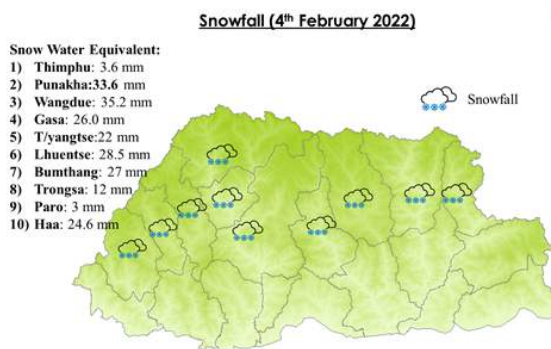 Snowfall (4th February 2022)
Snow Water Equivalent:
1) Thimphu: 3.6 mm
2) Punakha:33.6 mm
3) Wangdue: 35.2 mm
4) Gasa: 26.0 mm
5) T/yangtse:22 mm
6) Lhuentse: 28.5 mm
7) Bumthang: 27 mm
8) Trongsa: 12 mm
9) Paro: 3 mm
10) Haa: 24.6 mm
Snowfall